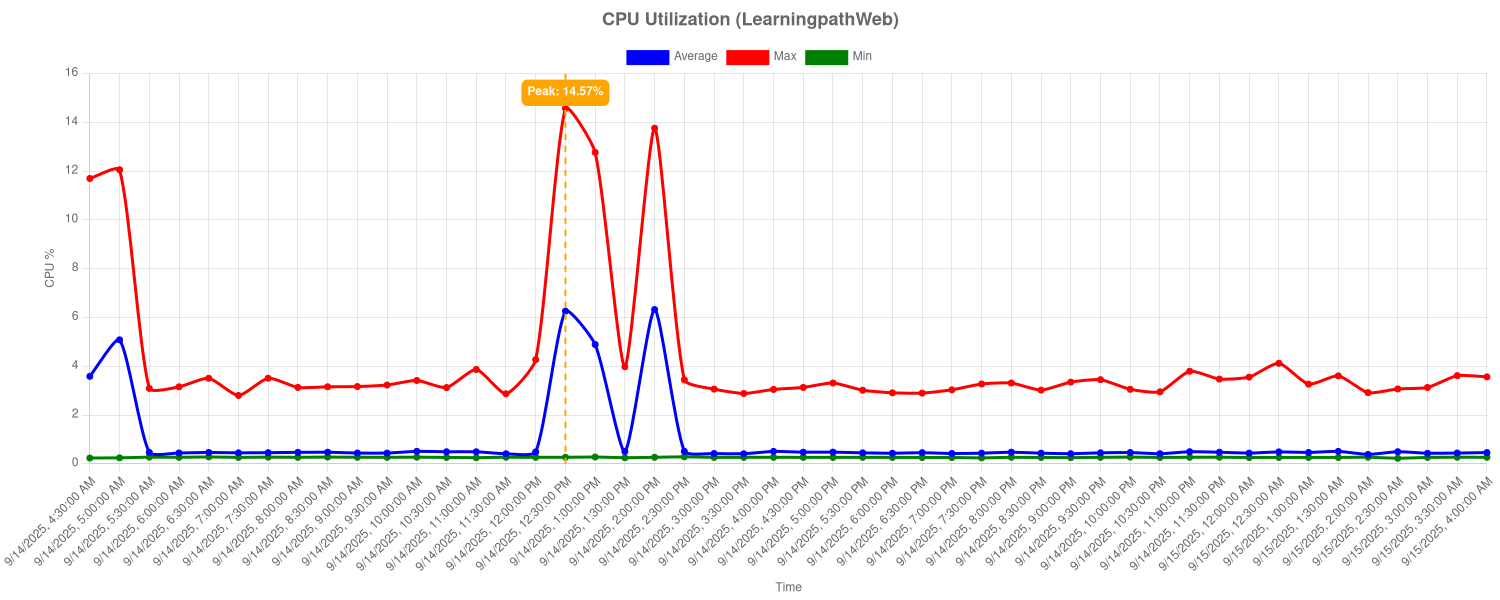 CPU Utilization (LearningpathWeb)
Average Max Min
Peak: 14.57%
CPU %
16
14
12
10
8
6
4
2
0
9/14/2025, 4:30:00 AM
9/14/2025, 5:00:00 AM
9/14/2025, 5:30:00 AM
9/14/2025, 6:00:00 AM
9/14/2025, 6:30:00 AM
9/14/2025, 7:00:00 AM
9/14/2025, 7:30:00 AM
9/14/2025, 8:00:00 AM
9/14/2025, 8:30:00 AM
9/14/2025, 9:00:00 AM
9/14/2025, 9:30:00 AM
9/14/2025, 10:00:00 AM
9/14/2025, 10:30:00 AM
9/14/2025, 11:00:00 AM
9/14/2025, 11:30:00 AM
9/14/2025, 12:00:00 PM
9/14/2025, 12:30:00 PM
9/14/2025, 1:00:00 PM
9/14/2025, 1:30:00 PM
9/14/2025, 2:00:00 PM
9/14/2025, 2:30:00 PM
9/14/2025, 3:00:00 PM
9/14/2025, 3:30:00 PM
9/14/2025, 4:00:00 PM
9/14/2025, 4:30:00 PM
9/14/2025, 5:00:00 PM
9/14/2025, 5:30:00 PM
9/14/2025, 6:00:00 PM
9/14/2025, 6:30:00 PM
9/14/2025, 7:00:00 PM
9/14/2025, 7:30:00 PM
9/14/2025, 8:00:00 PM
9/14/2025, 8:30:00 PM
9/14/2025, 9:00:00 PM
9/14/2025, 9:30:00 PM
9/14/2025, 10:00:00 PM
9/14/2025, 10:30:00 PM
9/14/2025, 11:00:00 PM
9/14/2025, 11:30:00 PM
9/15/2025, 12:00:00 AM
9/15/2025, 12:30:00 AM
9/15/2025, 1:00:00 AM
9/15/2025, 1:30:00 AM
9/15/2025, 2:00:00 AM
9/15/2025, 2:30:00 AM
9/15/2025, 3:00:00 AM
9/15/2025, 3:30:00 AM
9/15/2025, 4:00:00 AM
Time